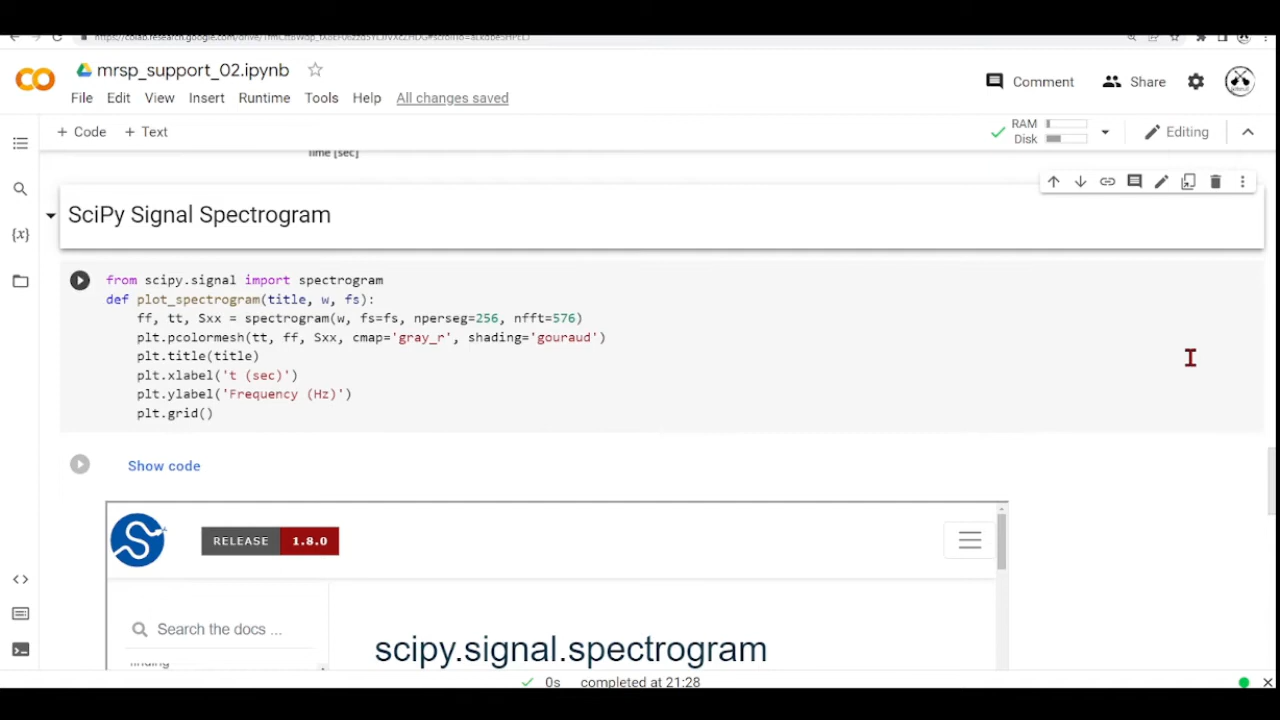 mrsp_support_02.ipynb
Comment
Share
File Edit View Insert Runtime Tools Help All changes saved
+ Code + Text
RAM
Disk
Editing
Time [sec]
SciPy Signal Spectrogram
from scipy.signal import spectrogram
def plot_spectrogram(title, w, fs):
ff, tt, Sxx = spectrogram(w, fs=fs, nperseg=256, nfft=576)
plt.pcolormesh(tt, ff, Sxx, cmap='gray_r', shading='gouraud')
plt.title(title)
plt.xlabel('t (sec)')
plt.ylabel('Frequency (Hz)')
plt.grid()
Show code
RELEASE 1.8.0
Search the docs ...
finding
scipy.signal.spectrogram
0s completed at 21:28